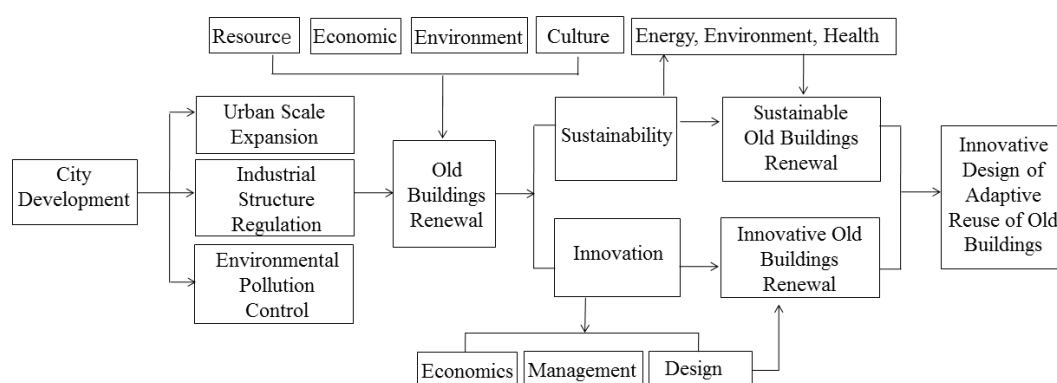 Resource
Economic
Environment
Culture
Energy, Environment, Health
Urban Scale
Expansion
Sustainability
Sustainable
Old Buildings
Renewal
City
Development
Industrial
Structure
Regulation
Old
Buildings
Renewal
Innovative
Design of
Adaptive
Reuse of Old
Buildings
Environmental
Pollution
Control
Innovation
Innovative Old
Buildings
Renewal
Economics
Management
Design